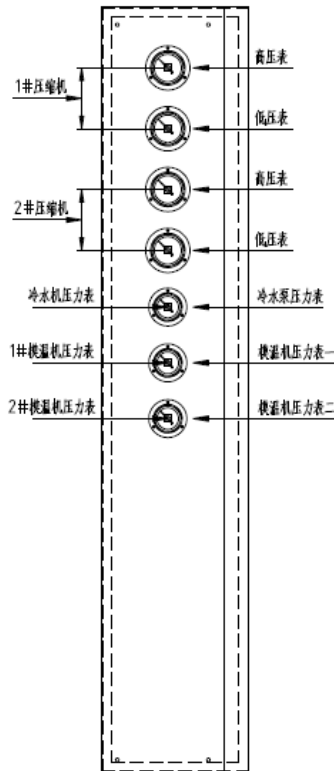 高压表
1#压缩机
低压表
高压表
2#压缩机
低压表
冷水机压力表
冷水泵压力表
1#模温机压力表
模温机压力表一
2#模温机压力表
模温机压力表二